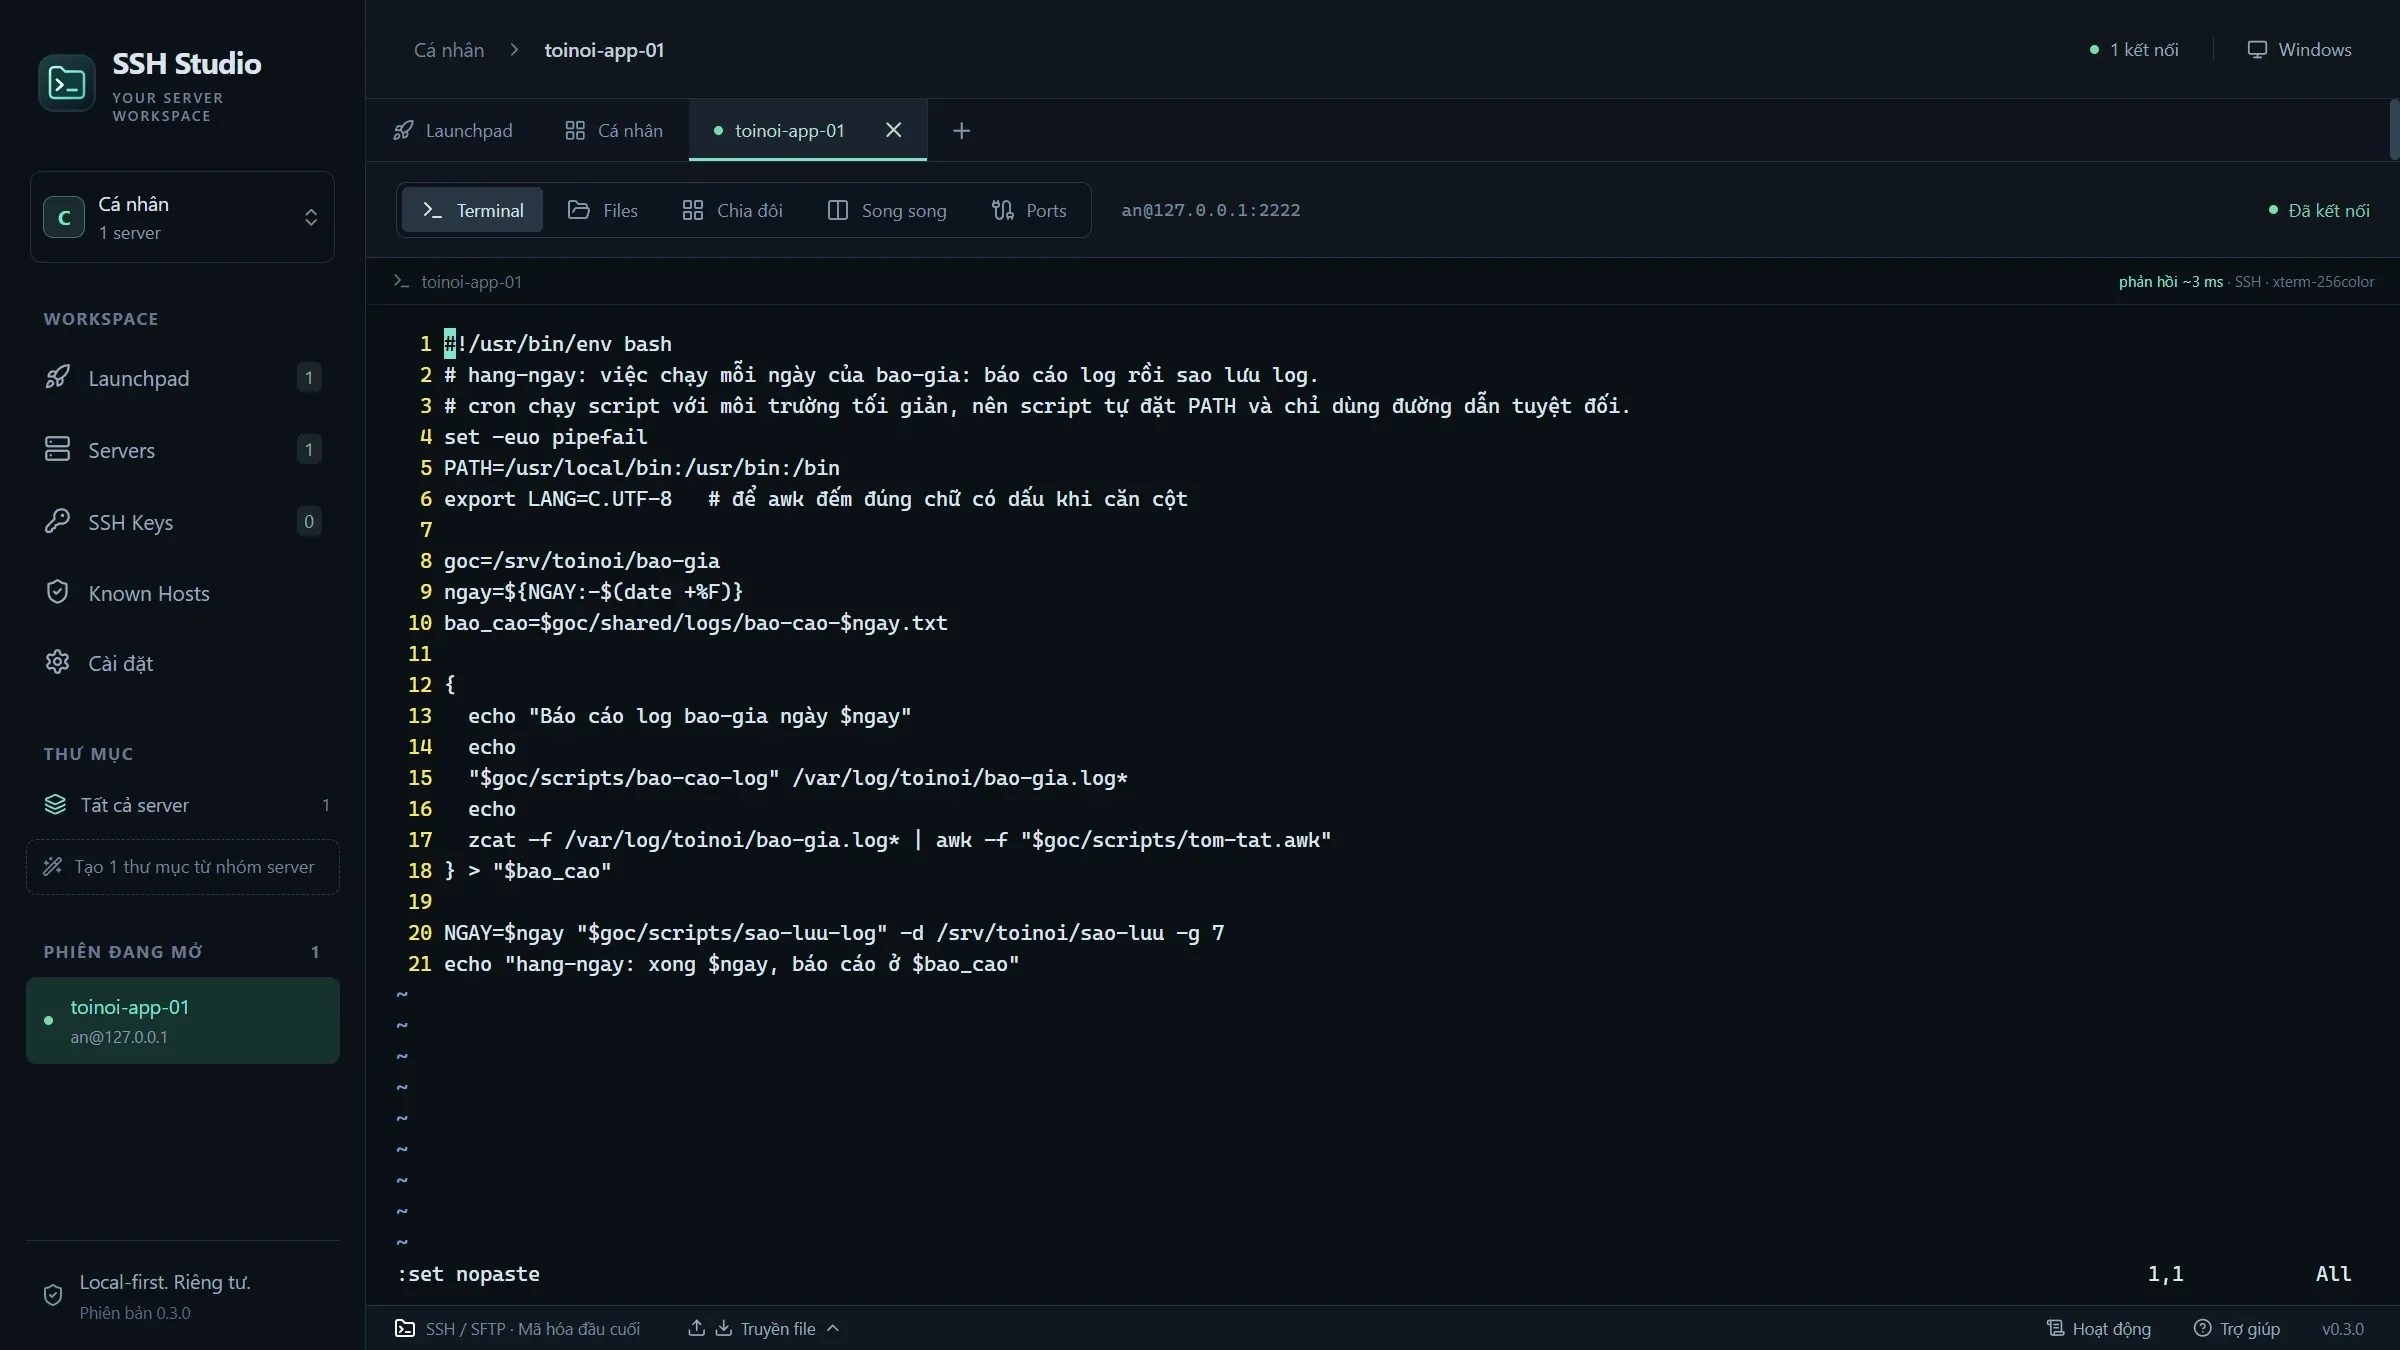 SSH Studio
YOUR SERVER
WORKSPACE
C
Cá nhân
1 server
WORKSPACE
Launchpad 1
Servers 1
SSH Keys 0
Known Hosts
Cài đặt
THƯ MỤC
Tất cả server 1
Tạo 1 thư mục từ nhóm server
PHIÊN ĐANG MỞ 1
toinoi-app-01
an@127.0.0.1
Local-first. Riêng tư.
Phiên bản 0.3.0
Cá nhân > toinoi-app-01
1 kết nối
Windows
Launchpad
Cá nhân
toinoi-app-01
Terminal
Files
Chia đôi
Song song
Ports
an@127.0.0.1:2222
Đã kết nối
toinoi-app-01
phản hồi ~3 ms · SSH · xterm-256color
1 #!/usr/bin/env bash
2 # hang-ngay: việc chạy mỗi ngày của bao-gia: báo cáo log rồi sao lưu log.
3 # cron chạy script với môi trường tối giản, nên script tự đặt PATH và chỉ dùng đường dẫn tuyệt đối.
4 set -euo pipefail
5 PATH=/usr/local/bin:/usr/bin:/bin
6 export LANG=C.UTF-8   # để awk đếm đúng chữ có dấu khi căn cột
7
8 goc=/srv/toinoi/bao-gia
9 ngay=${NGAY:-$(date +%F)}
10 bao_cao=$goc/shared/logs/bao-cao-$ngay.txt
11
12 {
13   echo "Báo cáo log bao-gia ngày $ngay"
14   echo
15   "$goc/scripts/bao-cao-log" /var/log/toinoi/bao-gia.log*
16   echo
17   zcat -f /var/log/toinoi/bao-gia.log* | awk -f "$goc/scripts/tom-tat.awk"
18 } > "$bao_cao"
19
20 NGAY=$ngay "$goc/scripts/sao-luu-log" -d /srv/toinoi/sao-luu -g 7
21 echo "hang-ngay: xong $ngay, báo cáo ở $bao_cao"
~
~
~
~
~
~
~
~
~
:set nopaste 1,1 All
SSH / SFTP · Mã hóa đầu cuối
Truyền file
Hoạt động
Trợ giúp
v0.3.0